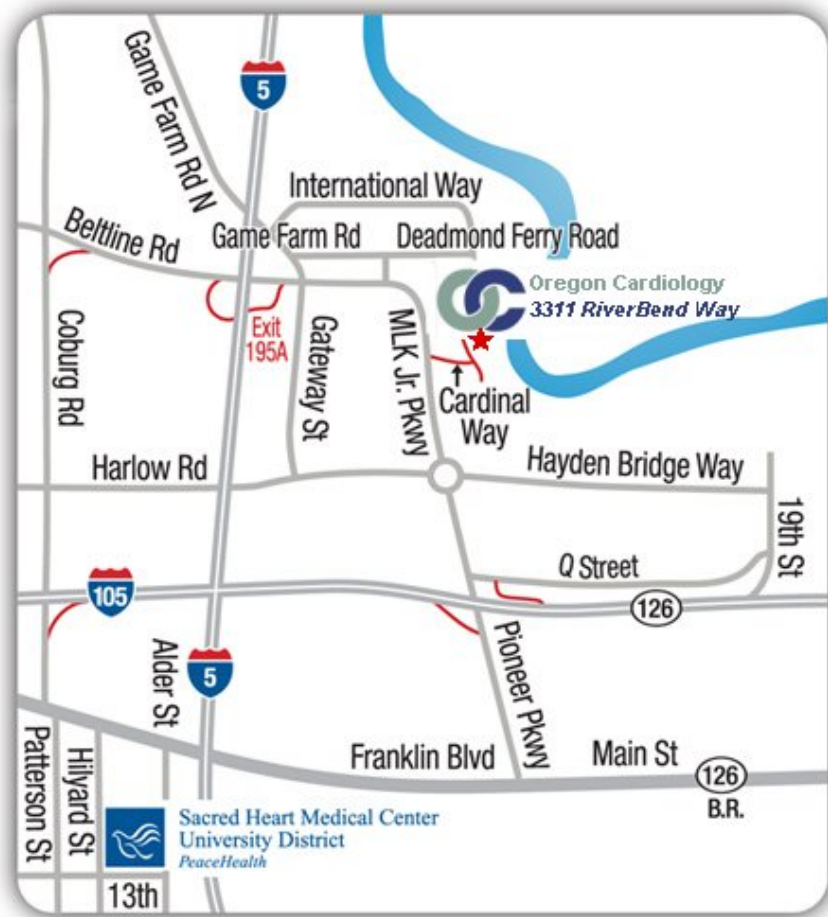 Game Farm Rd N
5
International Way
Beltline Rd
Game Farm Rd
Deadmond Ferry Road
Oregon Cardiology
3311 RiverBend Way
Exit
195A
Coburg Rd
Gateway St
MLK Jr. Pkwy
Cardinal
Way
Harlow Rd
Hayden Bridge Way
19th St
Q Street
105
126
Alder St
5
Pioneer Pkwy
Franklin Blvd
Main St
126
B.R.
Patterson St
Hilyard St
Sacred Heart Medical Center
University District
PeaceHealth
13th